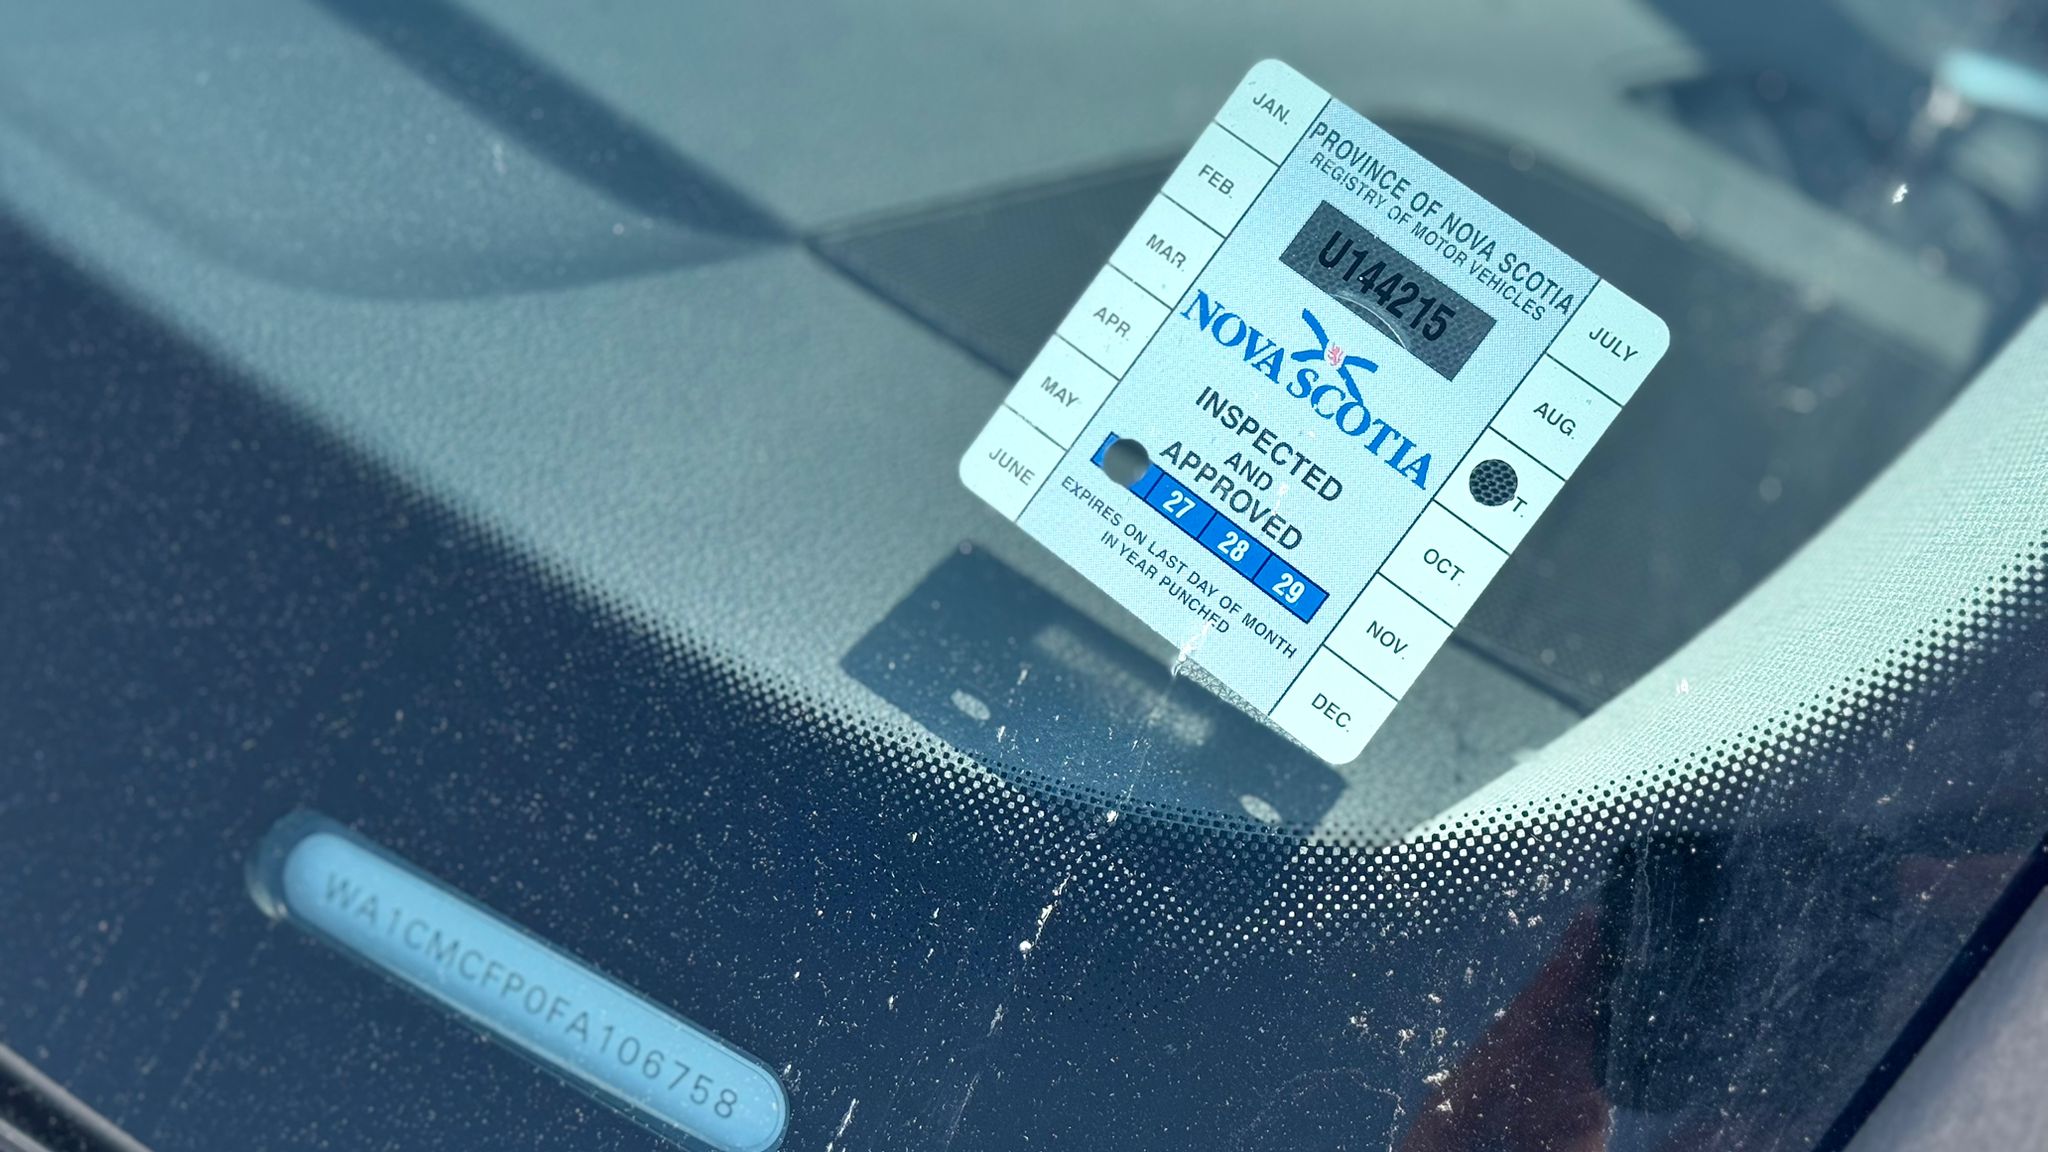 JAN.
FEB.
MAR.
APR.
MAY
JUNE
PROVINCE OF NOVA SCOTIA
REGISTRY OF MOTOR VEHICLES
U144215
NOVA SCOTIA
INSPECTED
AND
APPROVED
27 28 29
EXPIRES ON LAST DAY OF MONTH
IN YEAR PUNCHED
JULY
AUG.
T.
OCT.
NOV.
DEC.
WA1CMCFP0FA106758